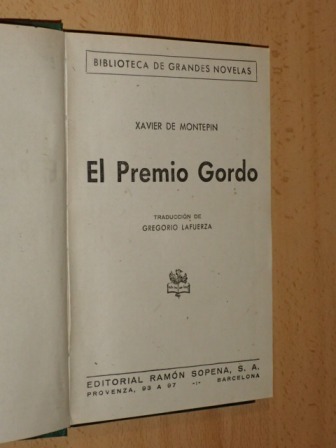 BIBLIOTECA DE GRANDES NOVELAS
XAVIER DE MONTEPIN
El Premio Gordo
TRADUCCIÓN DE
GREGORIO LAFUERZA
EDITORIAL RAMÓN SOPENA, S. A.
PROVENZA, 93 A 97 -:- BARCELONA